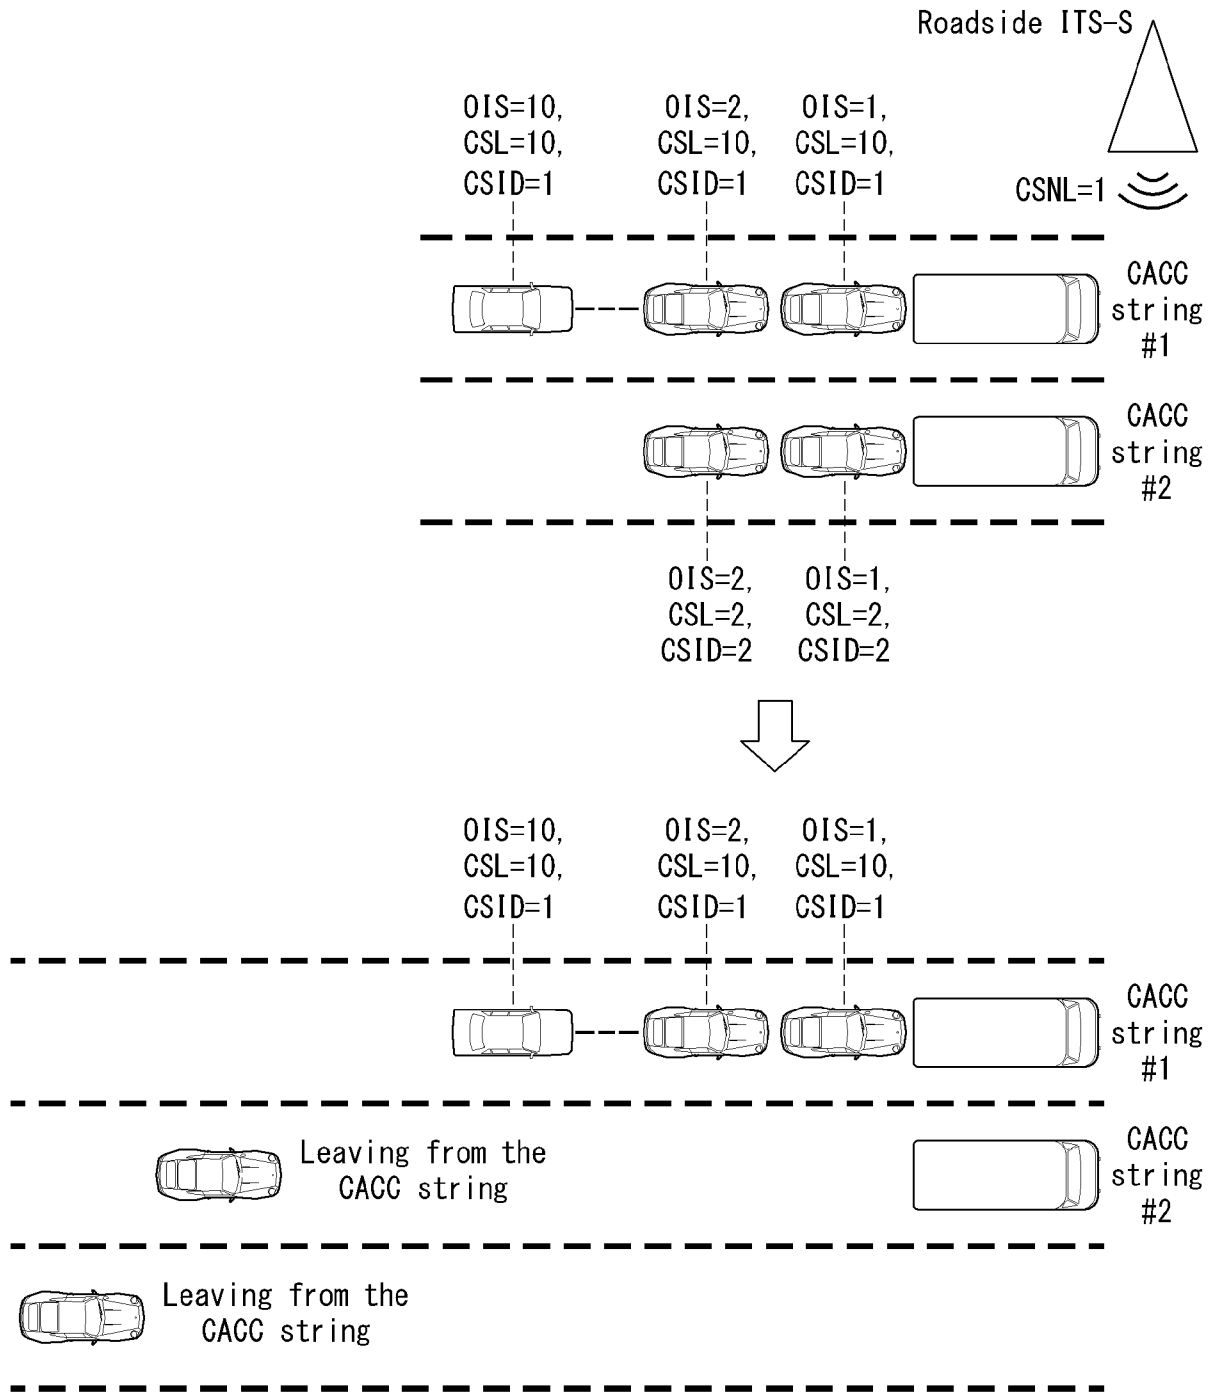 Roadside ITS-S
OIS=10,
CSL=10,
CSID=1
OIS=2,
CSL=10,
CSID=1
OIS=1,
CSL=10,
CSID=1
CSNL=1
CACC
string
#1
CACC
string
#2
OIS=2,
CSL=2,
CSID=2
OIS=1,
CSL=2,
CSID=2
OIS=10,
CSL=10,
CSID=1
OIS=2,
CSL=10,
CSID=1
OIS=1,
CSL=10,
CSID=1
CACC
string
#1
Leaving from the
CACC string
CACC
string
#2
Leaving from the
CACC string